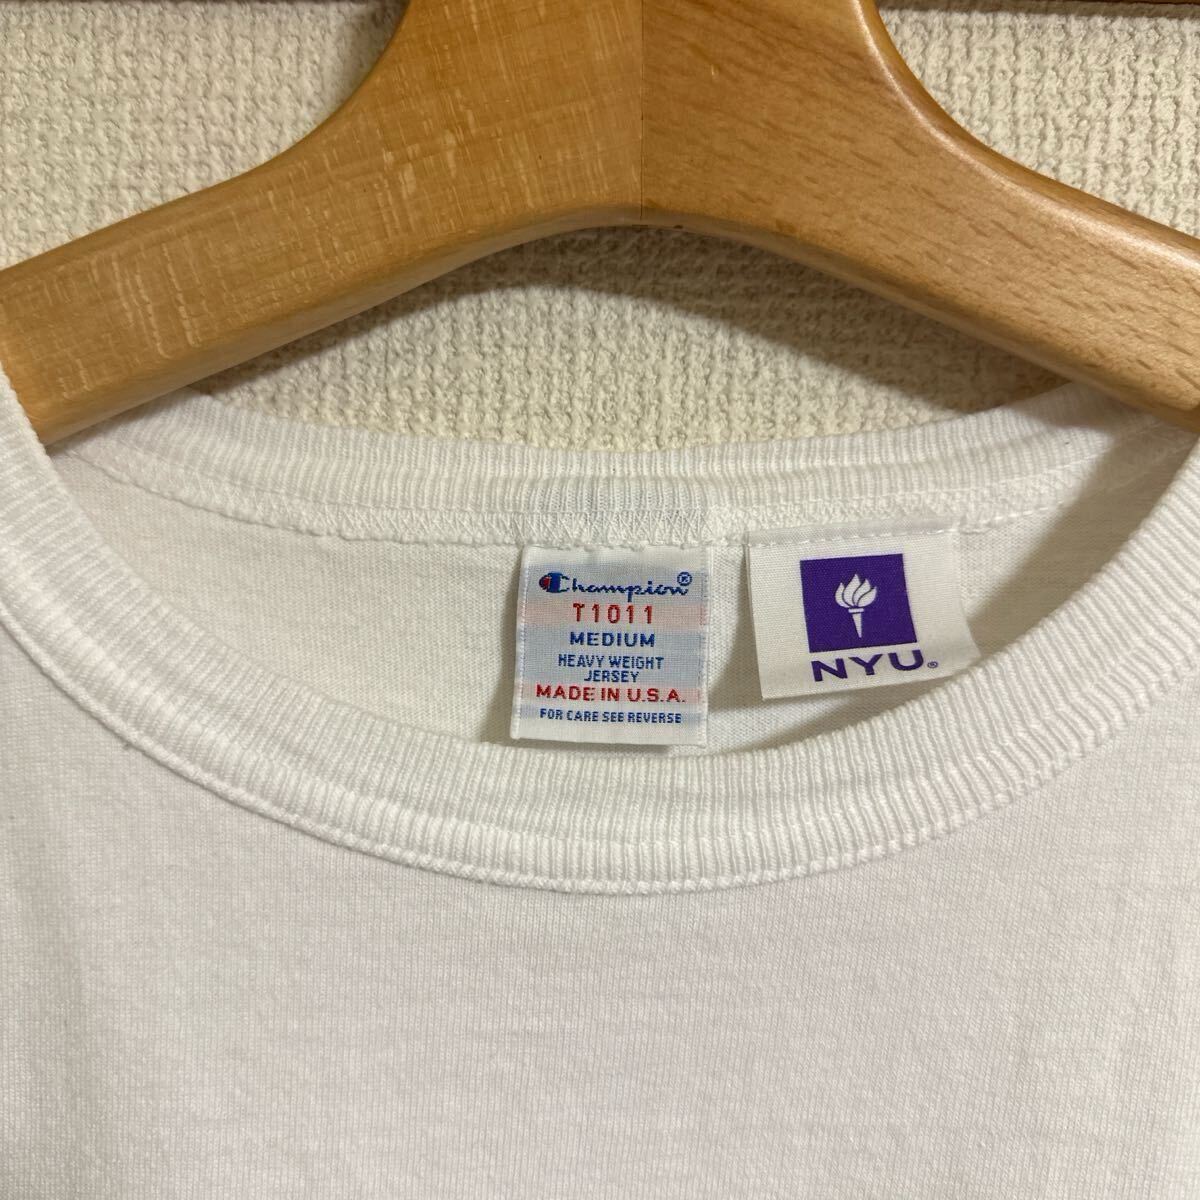 Champion®
T1011
MEDIUM
HEAVY WEIGHT
JERSEY
MADE IN U.S.A.
FOR CARE SEE REVERSE
NYU®